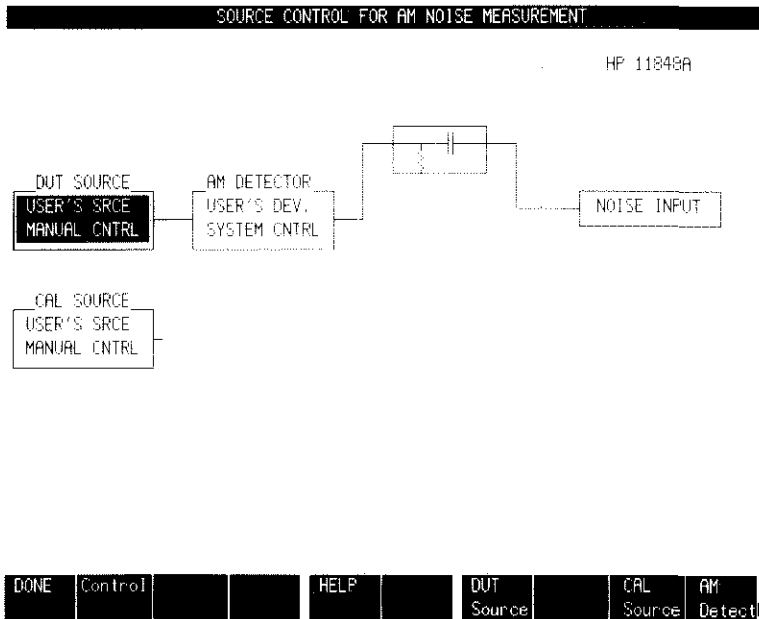 SOURCE CONTROL FOR AM NOISE MEASUREMENT
HP 11848A
DUT SOURCE
USER'S SRCE
MANUAL CNTRL
AM DETECTOR
USER'S DEV.
SYSTEM CNTRL
NOISE INPUT
CAL SOURCE
USER'S SRCE
MANUAL CNTRL
DONE
Control
HELP
DUT
Source
CAL
Source
AM
Detect